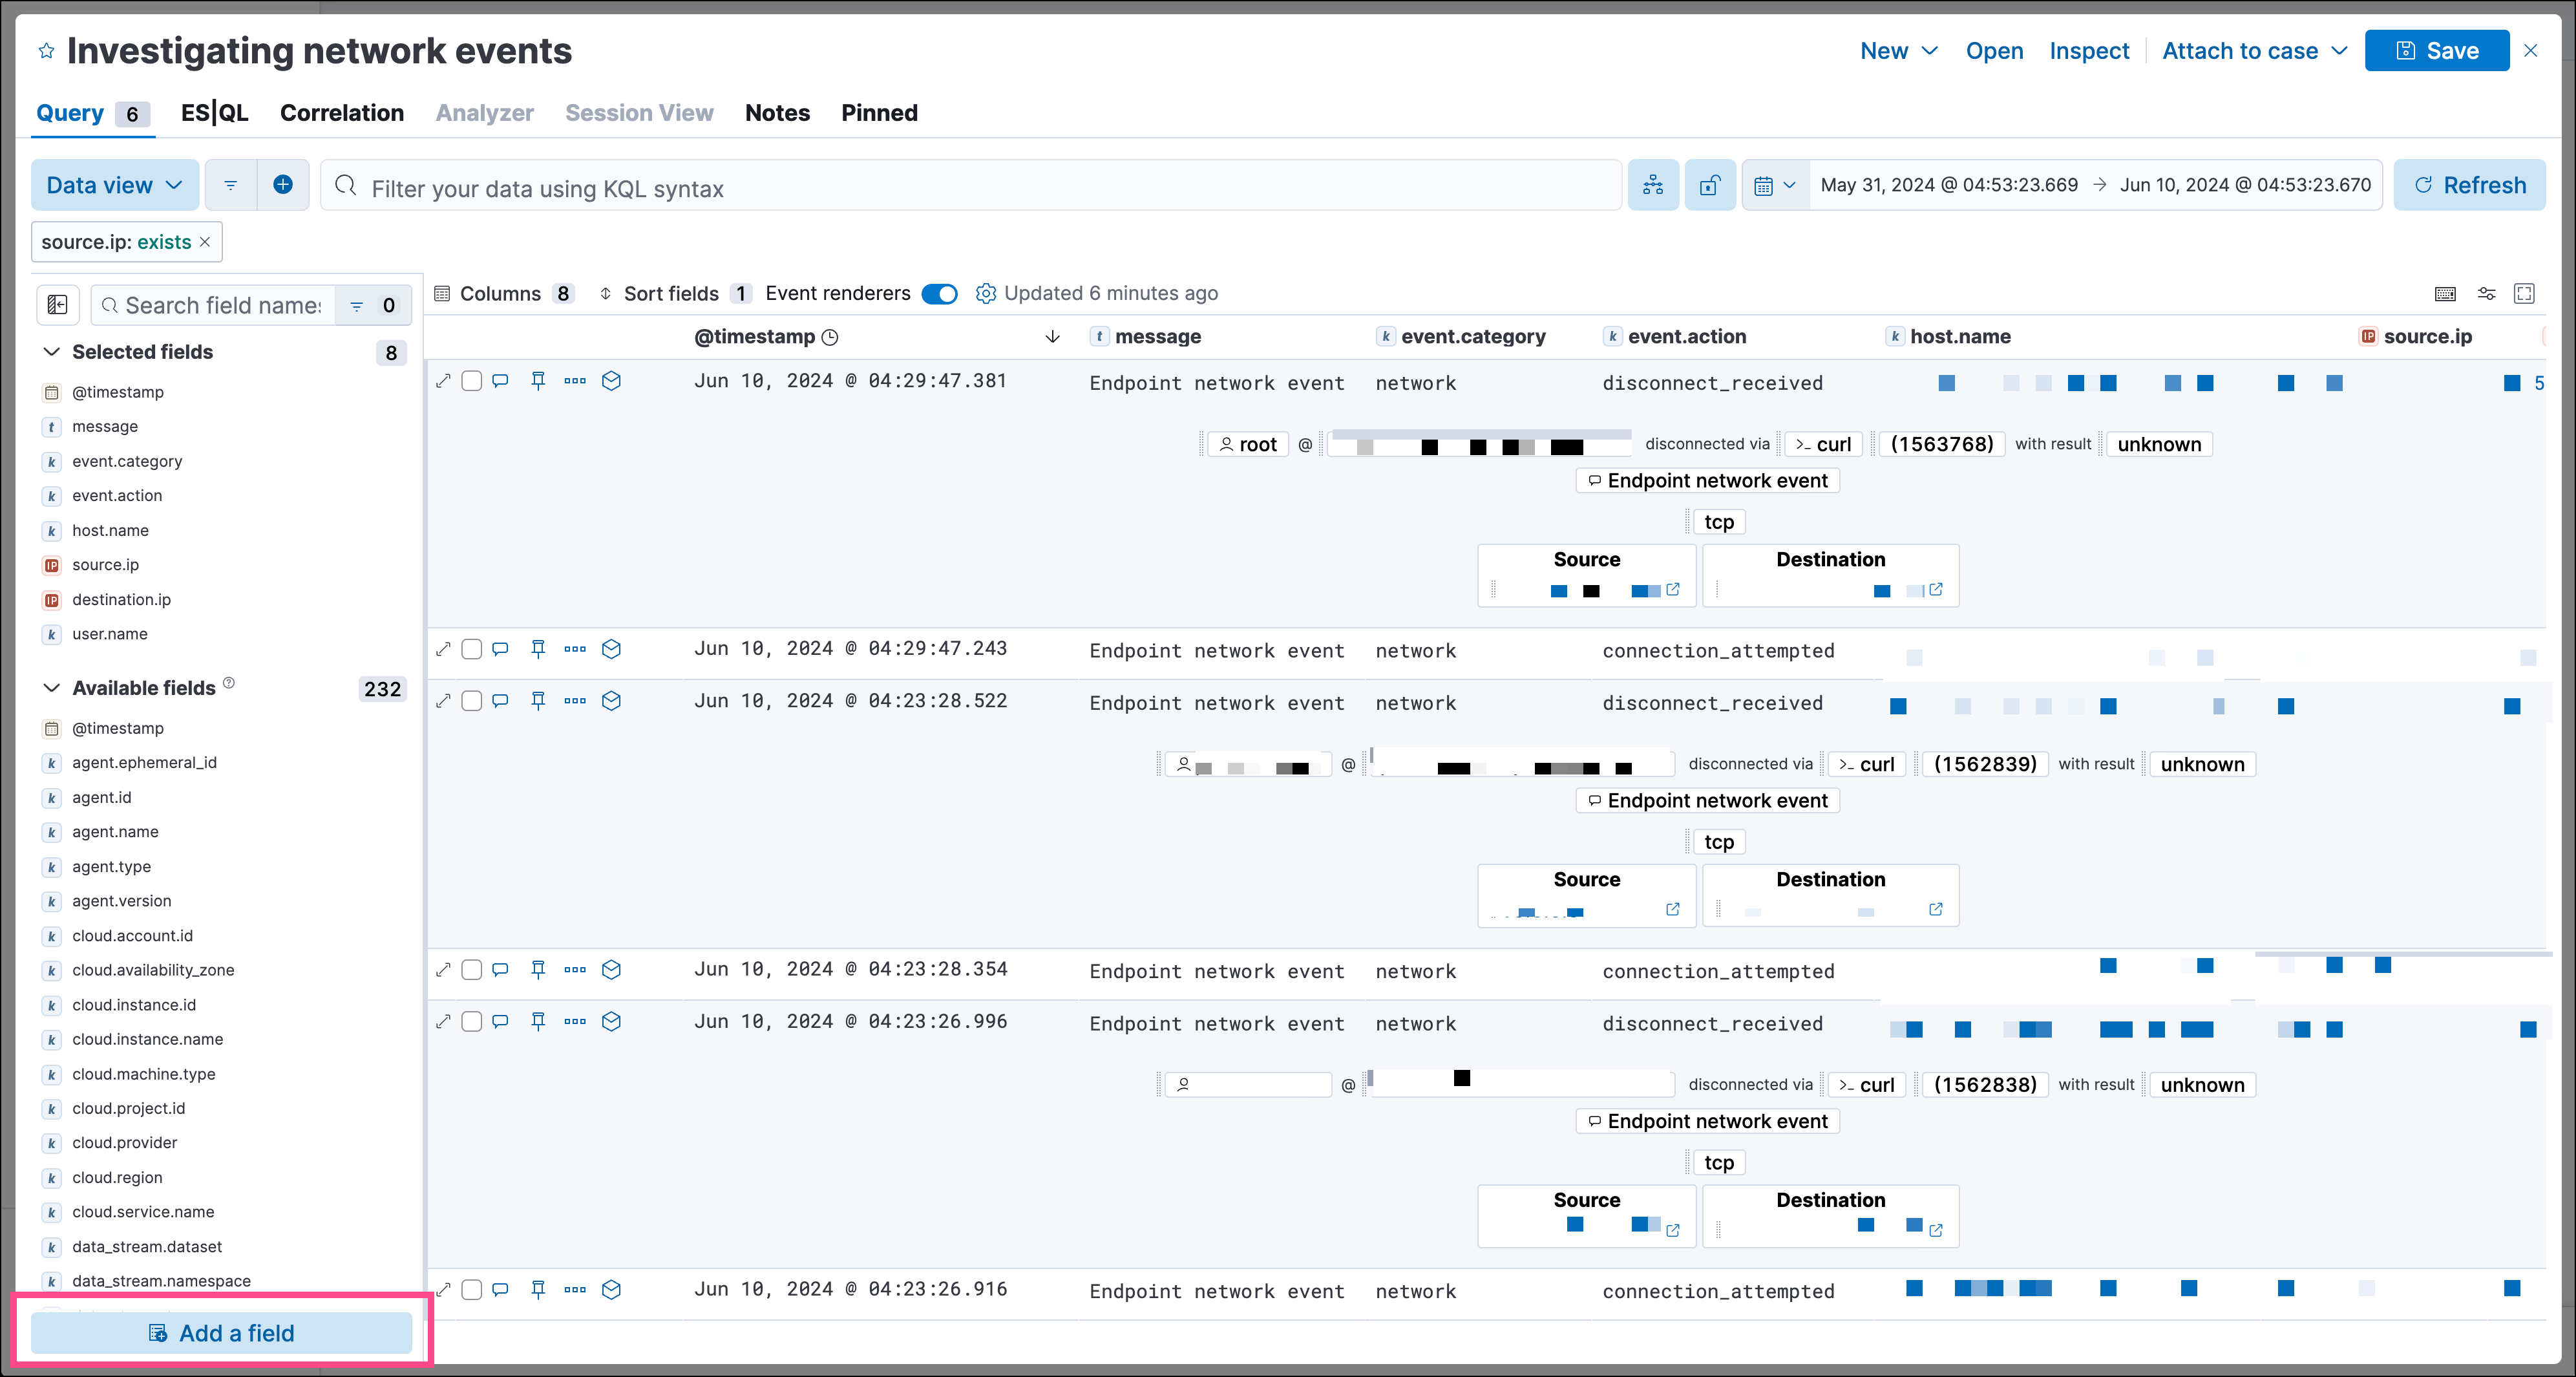 Investigating network events
New Open Inspect Attach to case Save
Query 6 ES|QL Correlation Analyzer Session View Notes Pinned
Data view Filter your data using KQL syntax May 31, 2024 @ 04:53:23.669 → Jun 10, 2024 @ 04:53:23.670 Refresh
source.ip: exists ×
Search field names 0
Selected fields 8
@timestamp
t message
k event.category
k event.action
k host.name
IP source.ip
IP destination.ip
k user.name
Available fields 232
@timestamp
k agent.ephemeral_id
k agent.id
k agent.name
k agent.type
k agent.version
k cloud.account.id
k cloud.availability_zone
k cloud.instance.id
k cloud.instance.name
k cloud.machine.type
k cloud.project.id
k cloud.provider
k cloud.region
k cloud.service.name
k data_stream.dataset
k data_stream.namespace
Add a field
Columns 8 Sort fields 1 Event renderers Updated 6 minutes ago
@timestamp t message k event.category k event.action k host.name IP source.ip
Jun 10, 2024 @ 04:29:47.381 Endpoint network event network disconnect_received 5
root @ disconnected via >_ curl (1563768) with result unknown
Endpoint network event
tcp
Source Destination
Jun 10, 2024 @ 04:29:47.243 Endpoint network event network connection_attempted
Jun 10, 2024 @ 04:23:28.522 Endpoint network event network disconnect_received
@ disconnected via >_ curl (1562839) with result unknown
Endpoint network event
tcp
Source Destination
Jun 10, 2024 @ 04:23:28.354 Endpoint network event network connection_attempted
Jun 10, 2024 @ 04:23:26.996 Endpoint network event network disconnect_received
@ disconnected via >_ curl (1562838) with result unknown
Endpoint network event
tcp
Source Destination
Jun 10, 2024 @ 04:23:26.916 Endpoint network event network connection_attempted